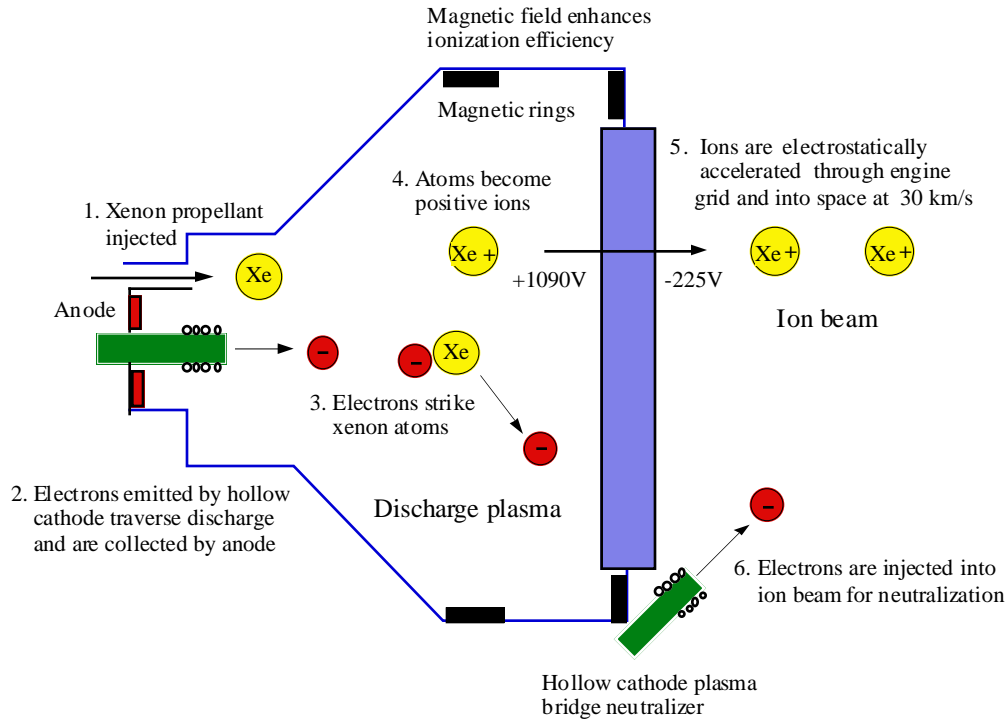 Magnetic field enhances
ionization efficiency
Magnetic rings
5. Ions are electrostatically
accelerated through engine
grid and into space at 30 km/s
4. Atoms become
positive ions
1. Xenon propellant
injected
Xe
Xe +
Xe +
Xe +
+1090V
-225V
Anode
Ion beam
-
-
Xe
3. Electrons strike
xenon atoms
-
2. Electrons emitted by hollow
cathode traverse discharge
and are collected by anode
Discharge plasma
-
6. Electrons are injected into
ion beam for neutralization
Hollow cathode plasma
bridge neutralizer